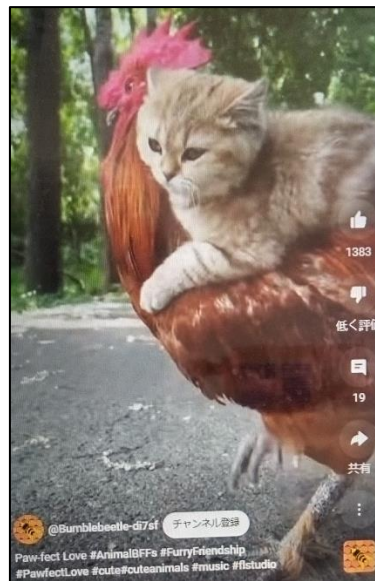 1383
低く評価
19
共有
@Bumblebeetle-di7sf チャンネル登録
Paw-fect Love #AnimalBFFs #FurryFriendship
#PawfectLove #cute#cuteanimals #music #flstudio